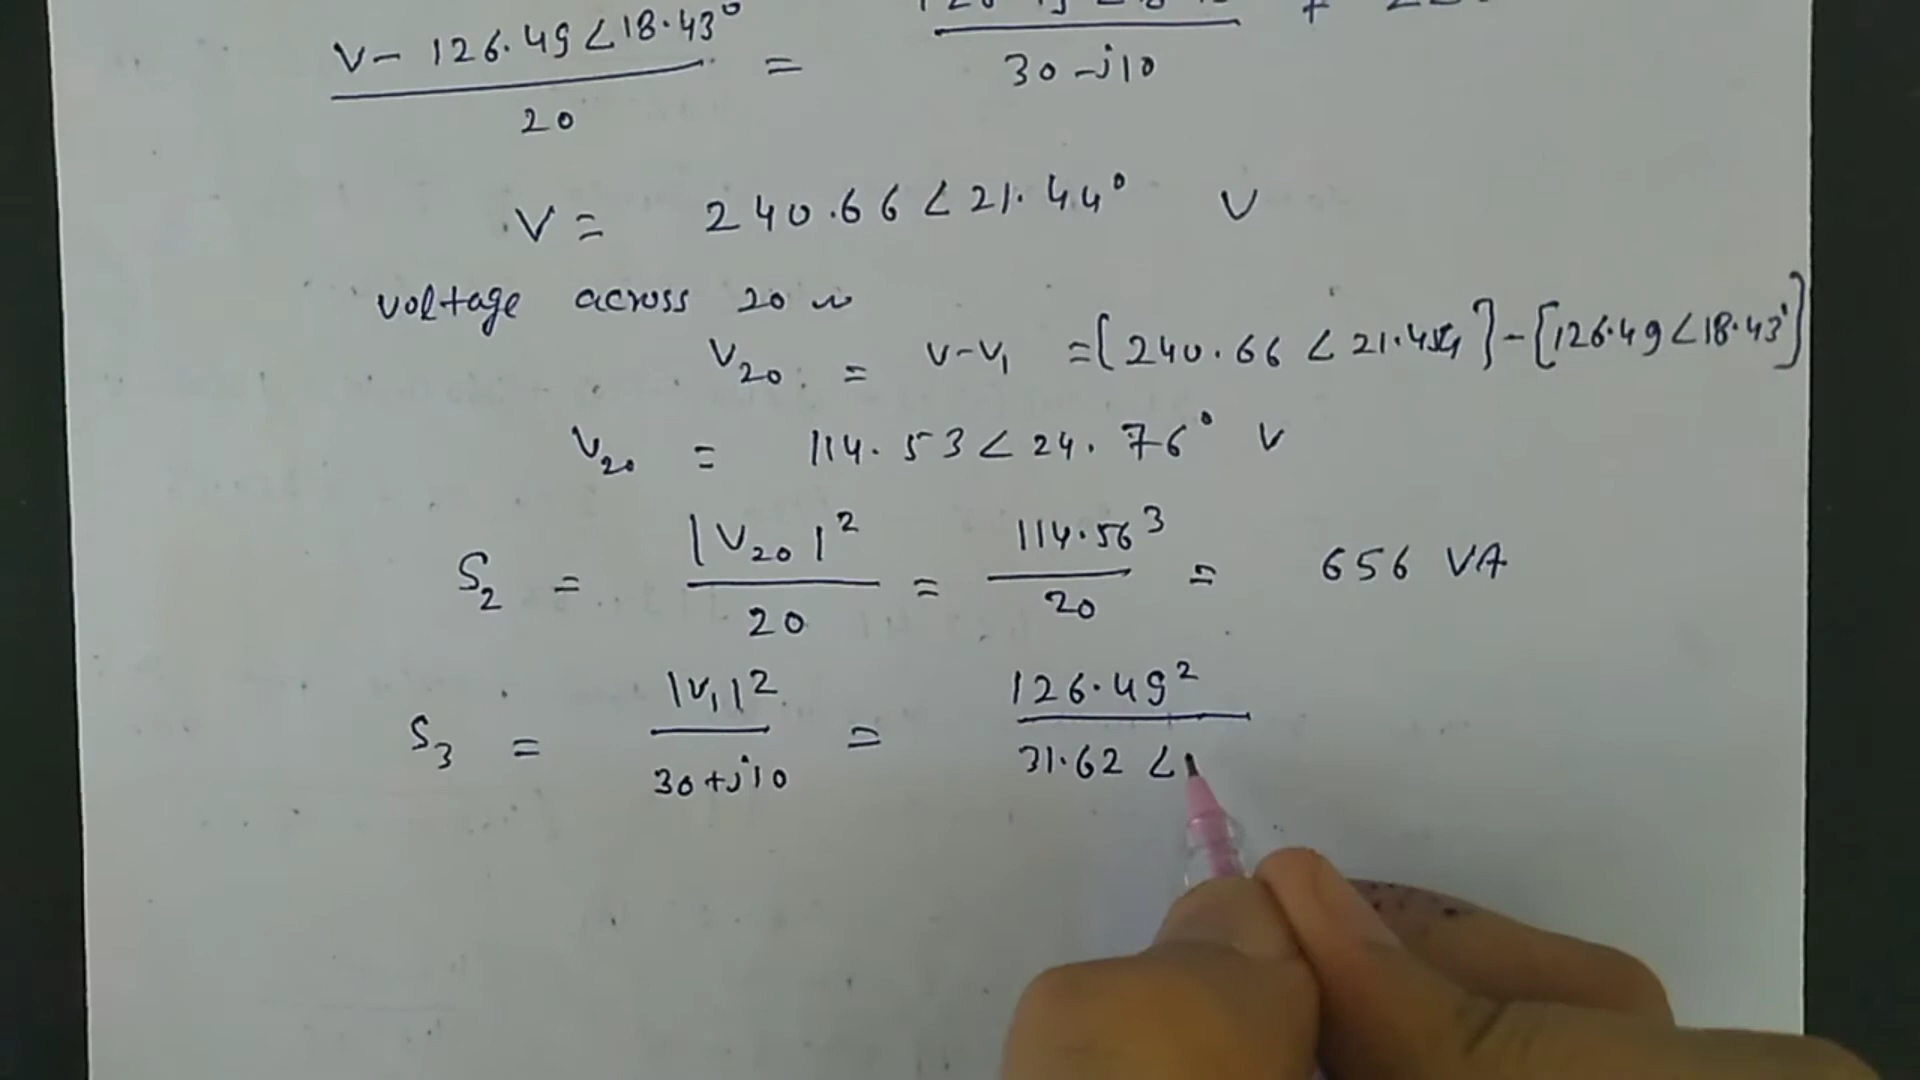 V - 126.49 ∠18.43° / 20 = / 30 - j10 +
V = 240.66 ∠21.44° V
voltage across 20 ω
V20 = V-V1 = [240.66 ∠ 21.44] - [126.49 ∠18.43°]
V20 = 114.53 ∠ 24.76° V
S2 = |V20|² / 20 = 114.56³ / 20 = 656 VA
S3 = |V1|² / 30+j10 = 126.49² / 31.62 ∠